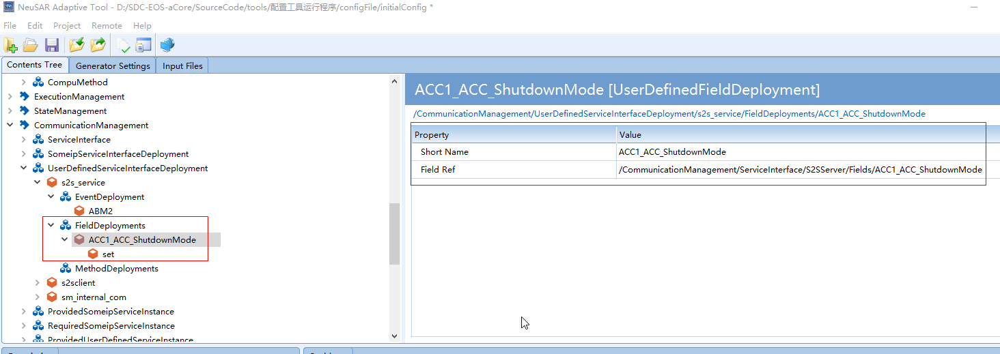 NeuSAR Adaptive Tool - D:/SDC-EOS-aCore/SourceCode/tools/配置工具运行程序/configFile/initialConfig *
File Edit Project Remote Help
Contents Tree Generator Settings Input Files
CompuMethod
ExecutionManagement
StateManagement
CommunicationManagement
ServiceInterface
SomeipServiceInterfaceDeployment
UserDefinedServiceInterfaceDeployment
s2s_service
EventDeployment
ABM2
FieldDeployments
ACC1_ACC_ShutdownMode
set
MethodDeployments
s2sclient
sm_internal_com
ProvidedSomeipServiceInstance
RequiredSomeipServiceInstance
ProvidedUserDefinedServiceInstance
ACC1_ACC_ShutdownMode [UserDefinedFieldDeployment]
/CommunicationManagement/UserDefinedServiceInterfaceDeployment/s2s_service/FieldDeployments/ACC1_ACC_ShutdownMode
Property Value
Short Name ACC1_ACC_ShutdownMode
Field Ref /CommunicationManagement/ServiceInterface/S2SServer/Fields/ACC1_ACC_ShutdownMode